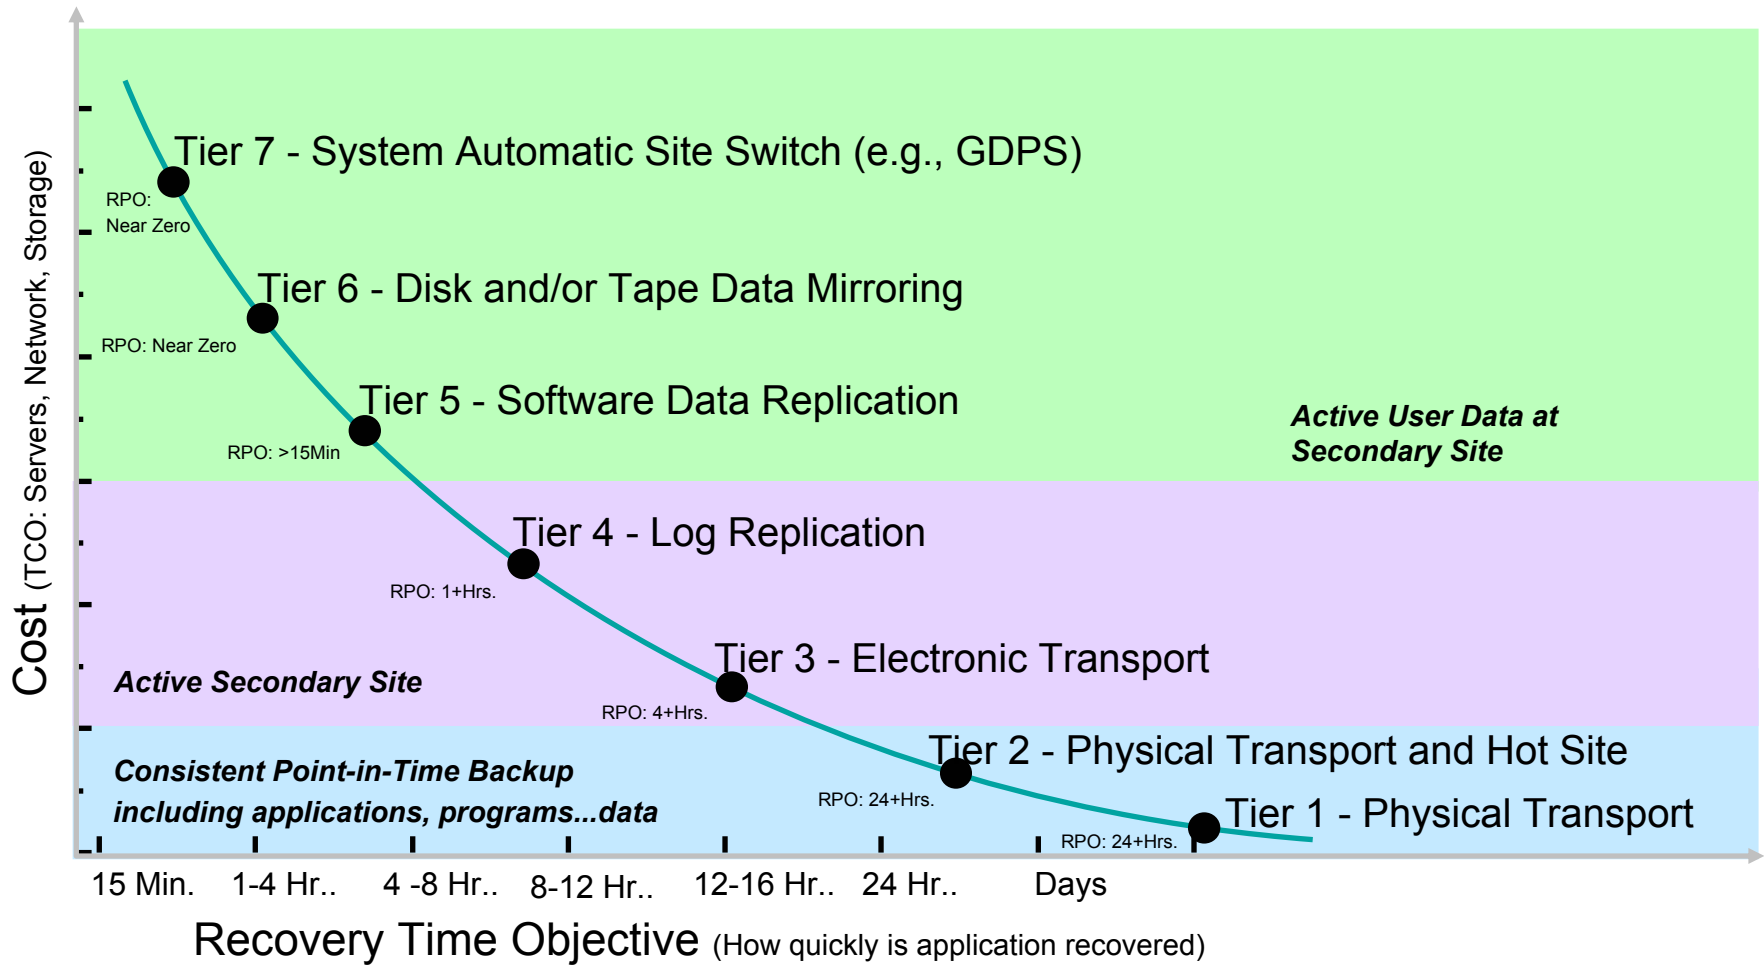 Tier 7 - System Automatic Site Switch (e.g., GDPS)
RPO:
Near Zero
Tier 6 - Disk and/or Tape Data Mirroring
RPO: Near Zero
Tier 5 - Software Data Replication
RPO: >15Min
Active User Data at
Secondary Site
Tier 4 - Log Replication
RPO: 1+Hrs.
Tier 3 - Electronic Transport
RPO: 4+Hrs.
Active Secondary Site
Tier 2 - Physical Transport and Hot Site
RPO: 24+Hrs.
Consistent Point-in-Time Backup
including applications, programs...data
Tier 1 - Physical Transport
RPO: 24+Hrs.
Cost (TCO: Servers, Network, Storage)
15 Min. 1-4 Hr.. 4 -8 Hr.. 8-12 Hr.. 12-16 Hr.. 24 Hr.. Days
Recovery Time Objective (How quickly is application recovered)